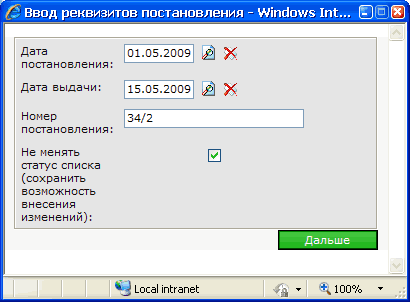 Ввод реквизитов постановления - Windows Int...
Дата
постановления:
01.05.2009
Дата выдачи:
15.05.2009
Номер
постановления:
34/2
Не менять
статус списка
(сохранить
возможность
внесения
изменений):
Дальше
Local intranet
100%